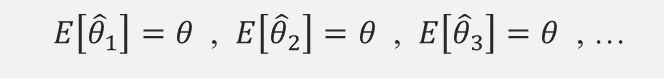 E[θ̂₁] = θ , E[θ̂₂] = θ , E[θ̂₃] = θ , …